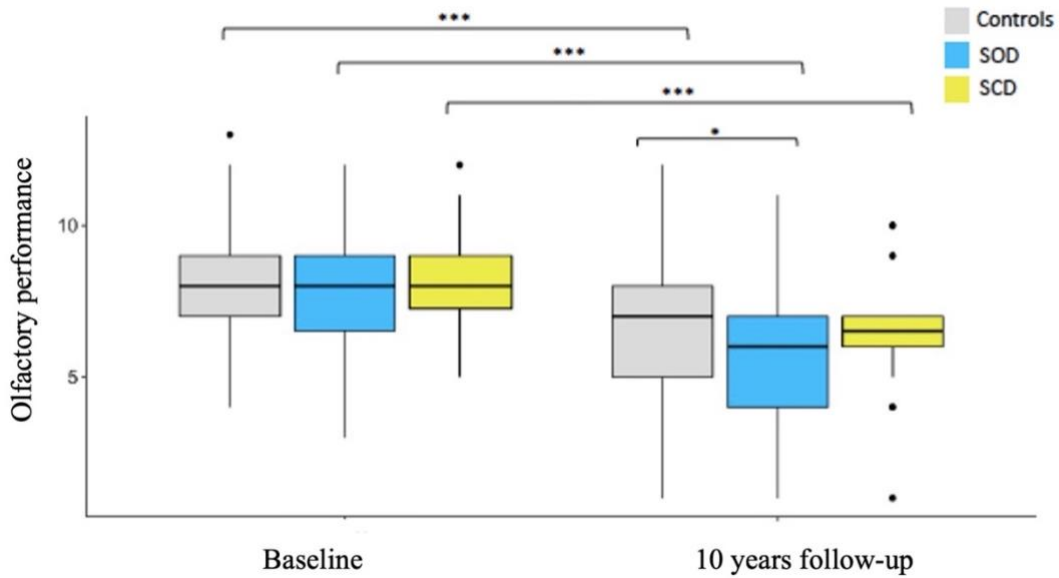 ***
***
***
*
Controls
SOD
SCD
Olfactory performance
10
5
Baseline
10 years follow-up